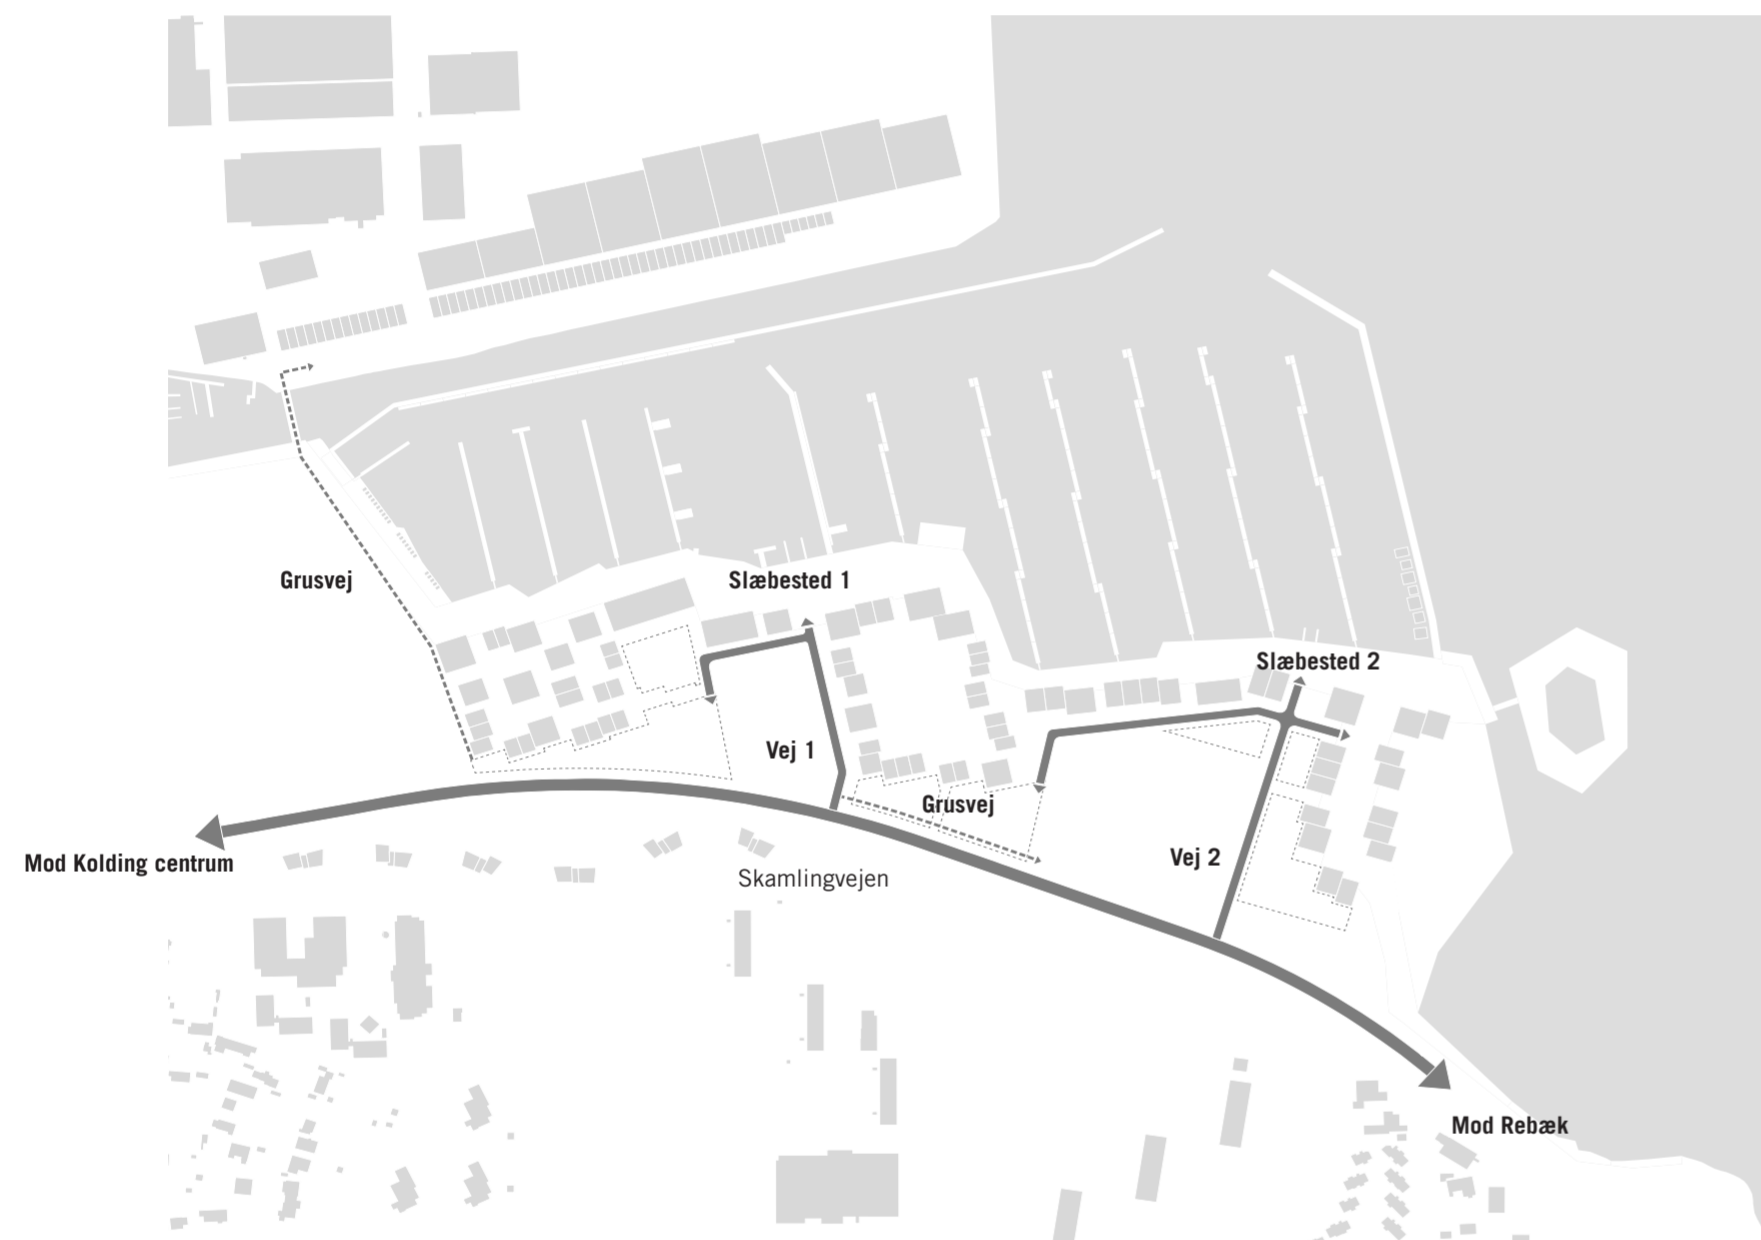 Grusvej
Slæbested 1
Slæbested 2
Vej 1
Grusvej
Vej 2
Mod Kolding centrum
Skamlingvejen
Mod Rebæk